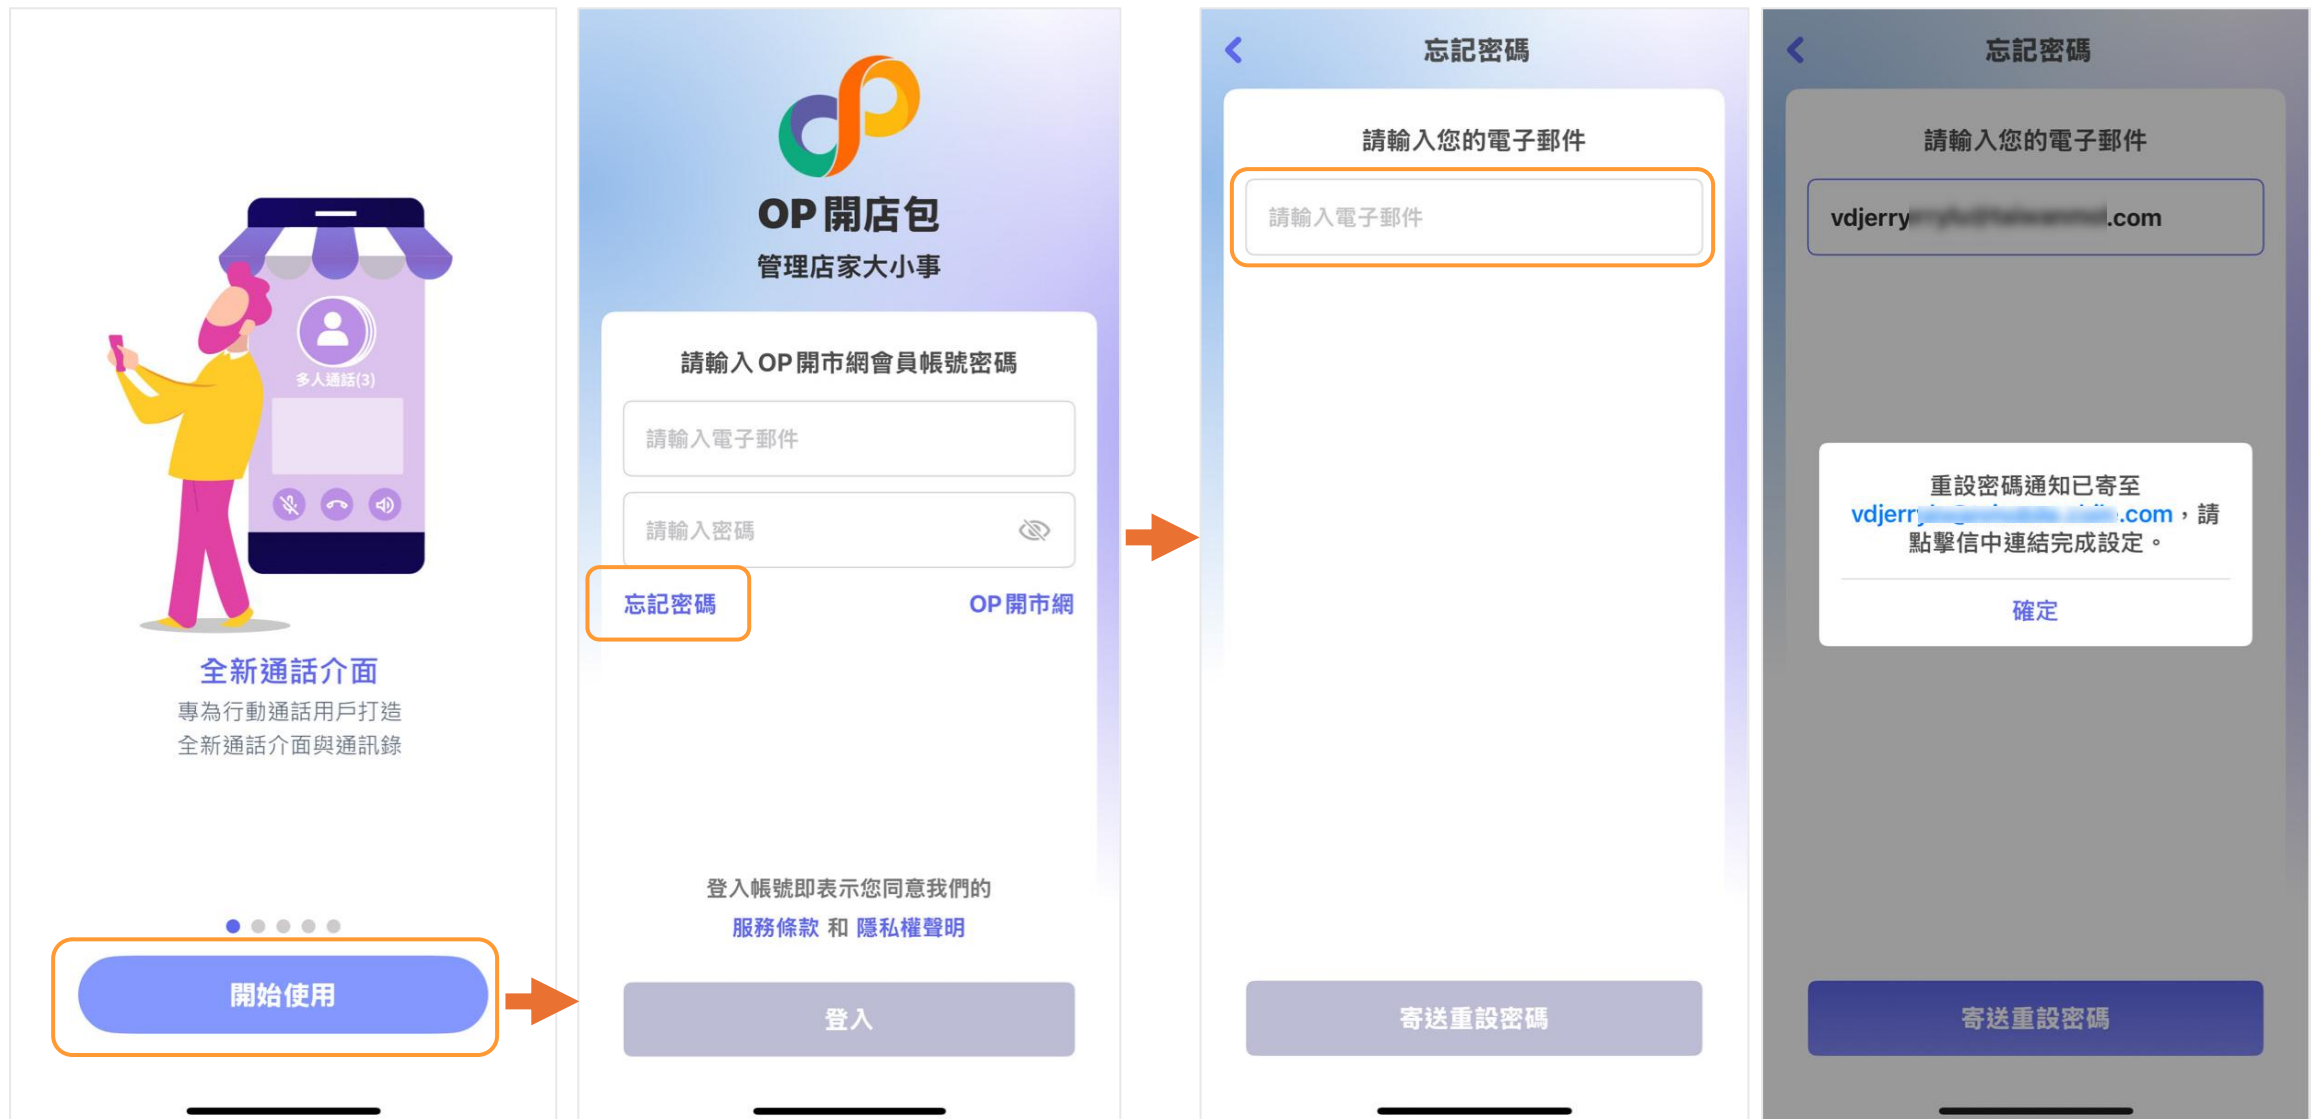 多人通話(3)
全新通話介面
專為行動通話用戶打造
全新通話介面與通訊錄
開始使用
OP開店包
管理店家大小事
請輸入OP開市網會員帳號密碼
請輸入電子郵件
請輸入密碼
忘記密碼
OP開市網
登入帳號即表示您同意我們的
服務條款 和 隱私權聲明
登入
忘記密碼
請輸入您的電子郵件
請輸入電子郵件
寄送重設密碼
忘記密碼
請輸入您的電子郵件
vdjerry .com
重設密碼通知已寄至
vdjerr .com，請
點擊信中連結完成設定。
確定
寄送重設密碼